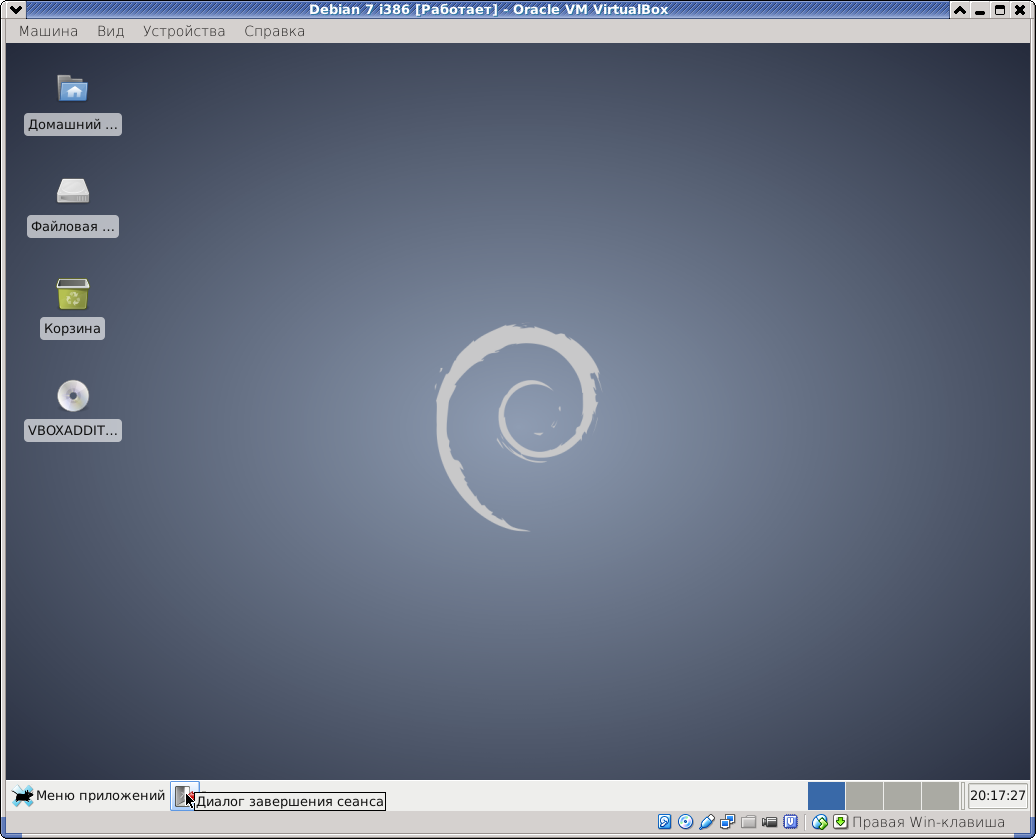 Debian 7 i386 [Работает] - Oracle VM VirtualBox
Машина Вид Устройства Справка
Домашний ...
Файловая ...
Корзина
VBOXADDIT...
Меню приложений
Диалог завершения сеанса
20:17:27
Правая Win-клавиша